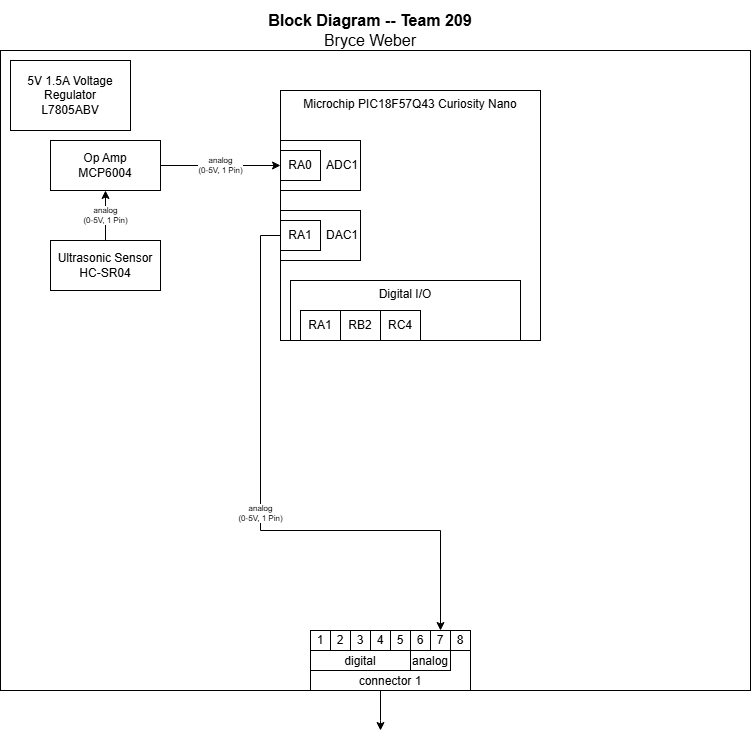 Block Diagram -- Team 209
Bryce Weber
5V 1.5A Voltage
Regulator
L7805ABV
Microchip PIC18F57Q43 Curiosity Nano
Op Amp
MCP6004
analog
(0-5V, 1 Pin)
RA0
ADC1
analog
(0-5V, 1 Pin)
RA1
DAC1
Ultrasonic Sensor
HC-SR04
Digital I/O
RA1
RB2
RC4
analog
(0-5V, 1 Pin)
1
2
3
4
5
6
7
8
digital
analog
connector 1